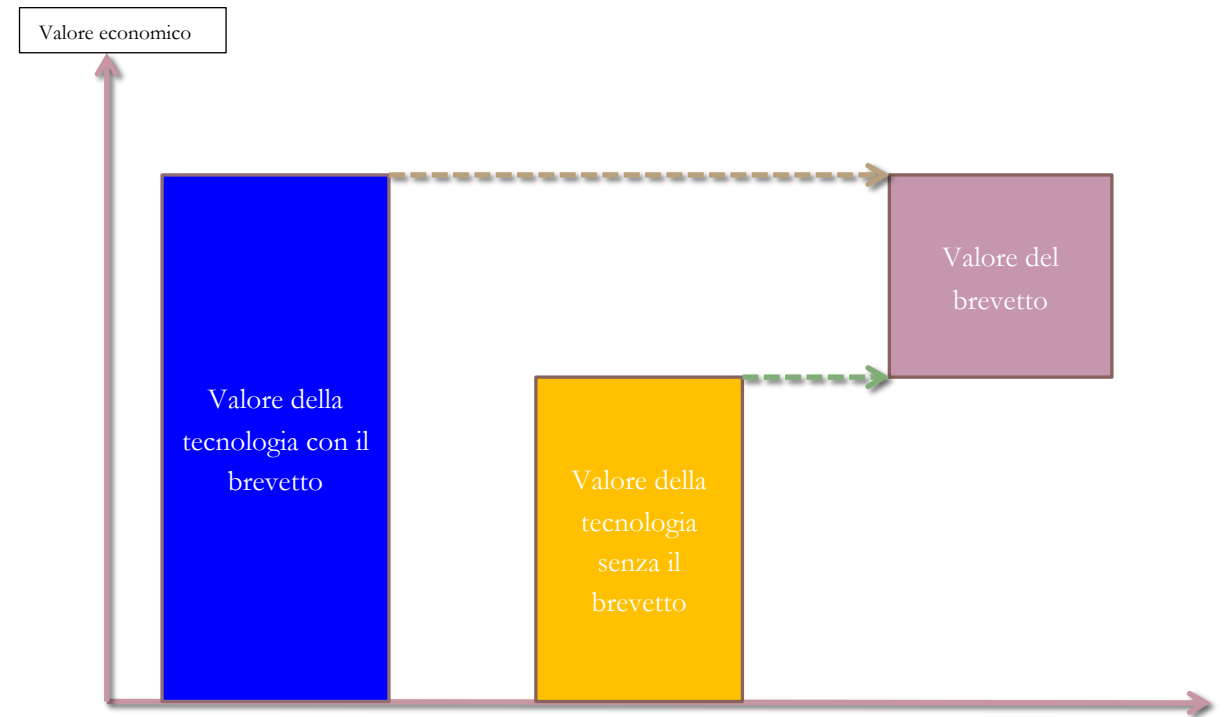 Valore economico
Valore del
brevetto
Valore della
tecnologia con il
brevetto
Valore della
tecnologia
senza il
brevetto